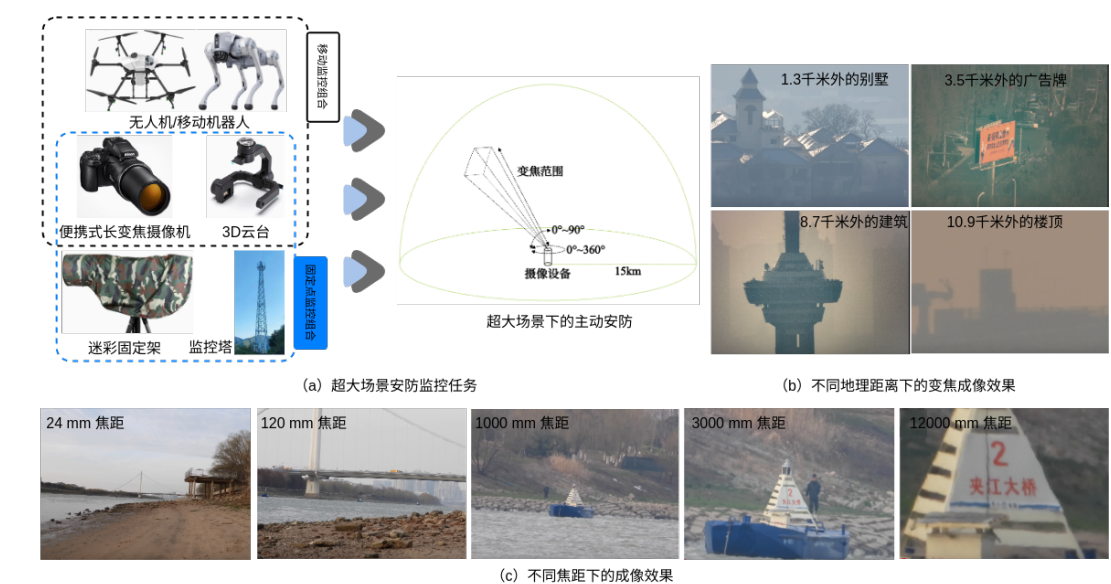 移动监控组合
无人机/移动机器人
便携式长变焦摄像机
3D云台
迷彩固定架
监控塔
固定点监控组合
变焦范围
0°~90°
0°~360°
摄像设备
15km
超大场景下的主动安防
(a) 超大场景安防监控任务
1.3千米外的别墅
3.5千米外的广告牌
8.7千米外的建筑
10.9千米外的楼顶
(b) 不同地理距离下的变焦成像效果
24 mm 焦距
120 mm 焦距
1000 mm 焦距
3000 mm 焦距
2
12000 mm 焦距
2
夹江大桥
(c) 不同焦距下的成像效果